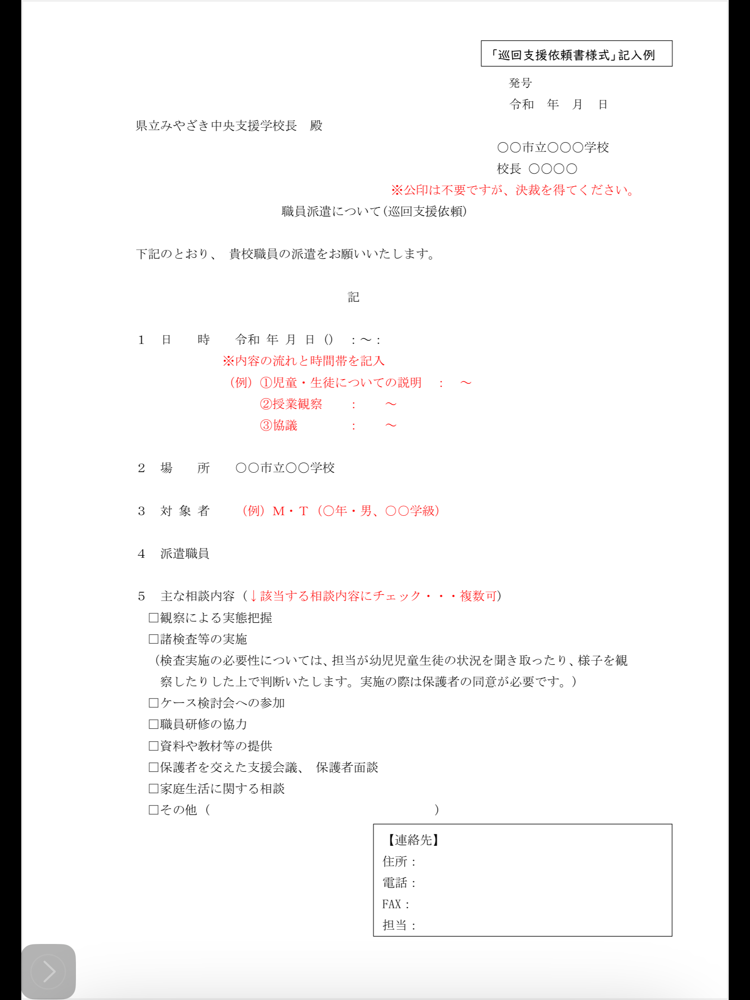 「巡回支援依頼書様式」記入例
発号
令和　年　月　日
県立みやざき中央支援学校長　殿
○○市立○○○学校
校長 ○○○○
※公印は不要ですが、決裁を得てください。
職員派遣について(巡回支援依頼)
下記のとおり、 貴校職員の派遣をお願いいたします。
記
１　日　　時　　令和 年 月 日 ()　：～：
※内容の流れと時間帯を記入
（例）①児童・生徒についての説明　：　～
②授業観察　　：　　～
③協議　　　　：　　～
２　場　　所　　○○市立○○学校
３　対 象 者　　（例）Ｍ・Ｔ（○年・男、○○学級）
４　派遣職員
５　主な相談内容（↓該当する相談内容にチェック・・・複数可）
□観察による実態把握
□諸検査等の実施
（検査実施の必要性については、担当が幼児児童生徒の状況を聞き取ったり、様子を観
察したりした上で判断いたします。実施の際は保護者の同意が必要です。）
□ケース検討会への参加
□職員研修の協力
□資料や教材等の提供
□保護者を交えた支援会議、 保護者面談
□家庭生活に関する相談
□その他（　　　　　　　　　　　　　　　　　　）
【連絡先】
住所：
電話：
FAX：
担当：